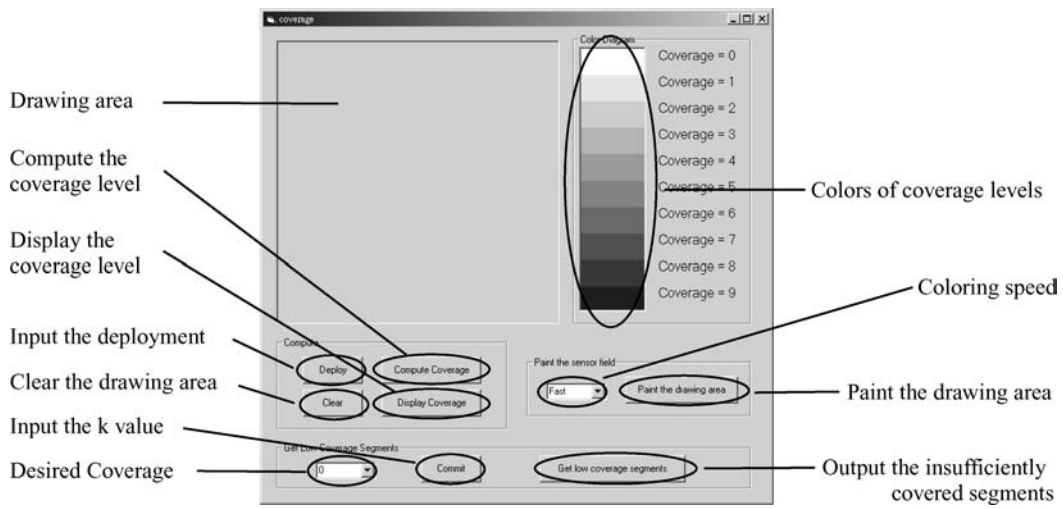 coverage
Color Diagram
Coverage = 0
Coverage = 1
Coverage = 2
Coverage = 3
Coverage = 4
Coverage = 5
Coverage = 6
Coverage = 7
Coverage = 8
Coverage = 9
Drawing area
Compute the
coverage level
Display the
coverage level
Input the deployment
Clear the drawing area
Input the k value
Desired Coverage
Colors of coverage levels
Coloring speed
Paint the drawing area
Output the insufficiently
covered segments
Compute
Deploy
Compute Coverage
Clear
Display Coverage
Paint the sensor field
Fast
Paint the drawing area
Get Low Coverage Segments
0
Commit
Get low coverage segments